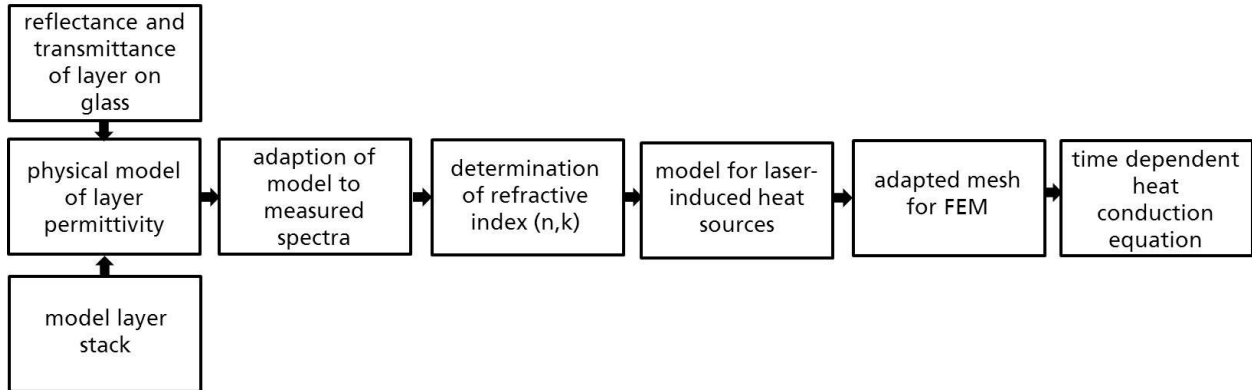 reflectance and
transmittance
of layer on
glass
physical model
of layer
permittivity
adaption of
model to
measured
spectra
determination
of refractive
index (n,k)
model for laser-
induced heat
sources
adapted mesh
for FEM
time dependent
heat
conduction
equation
model layer
stack